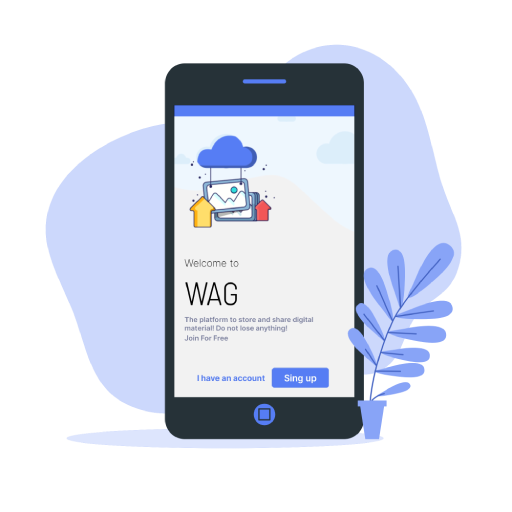 Welcome to
WAG
The platform to store and share digital
material! Do not lose anything!
Join For Free
I have an account
Sing up